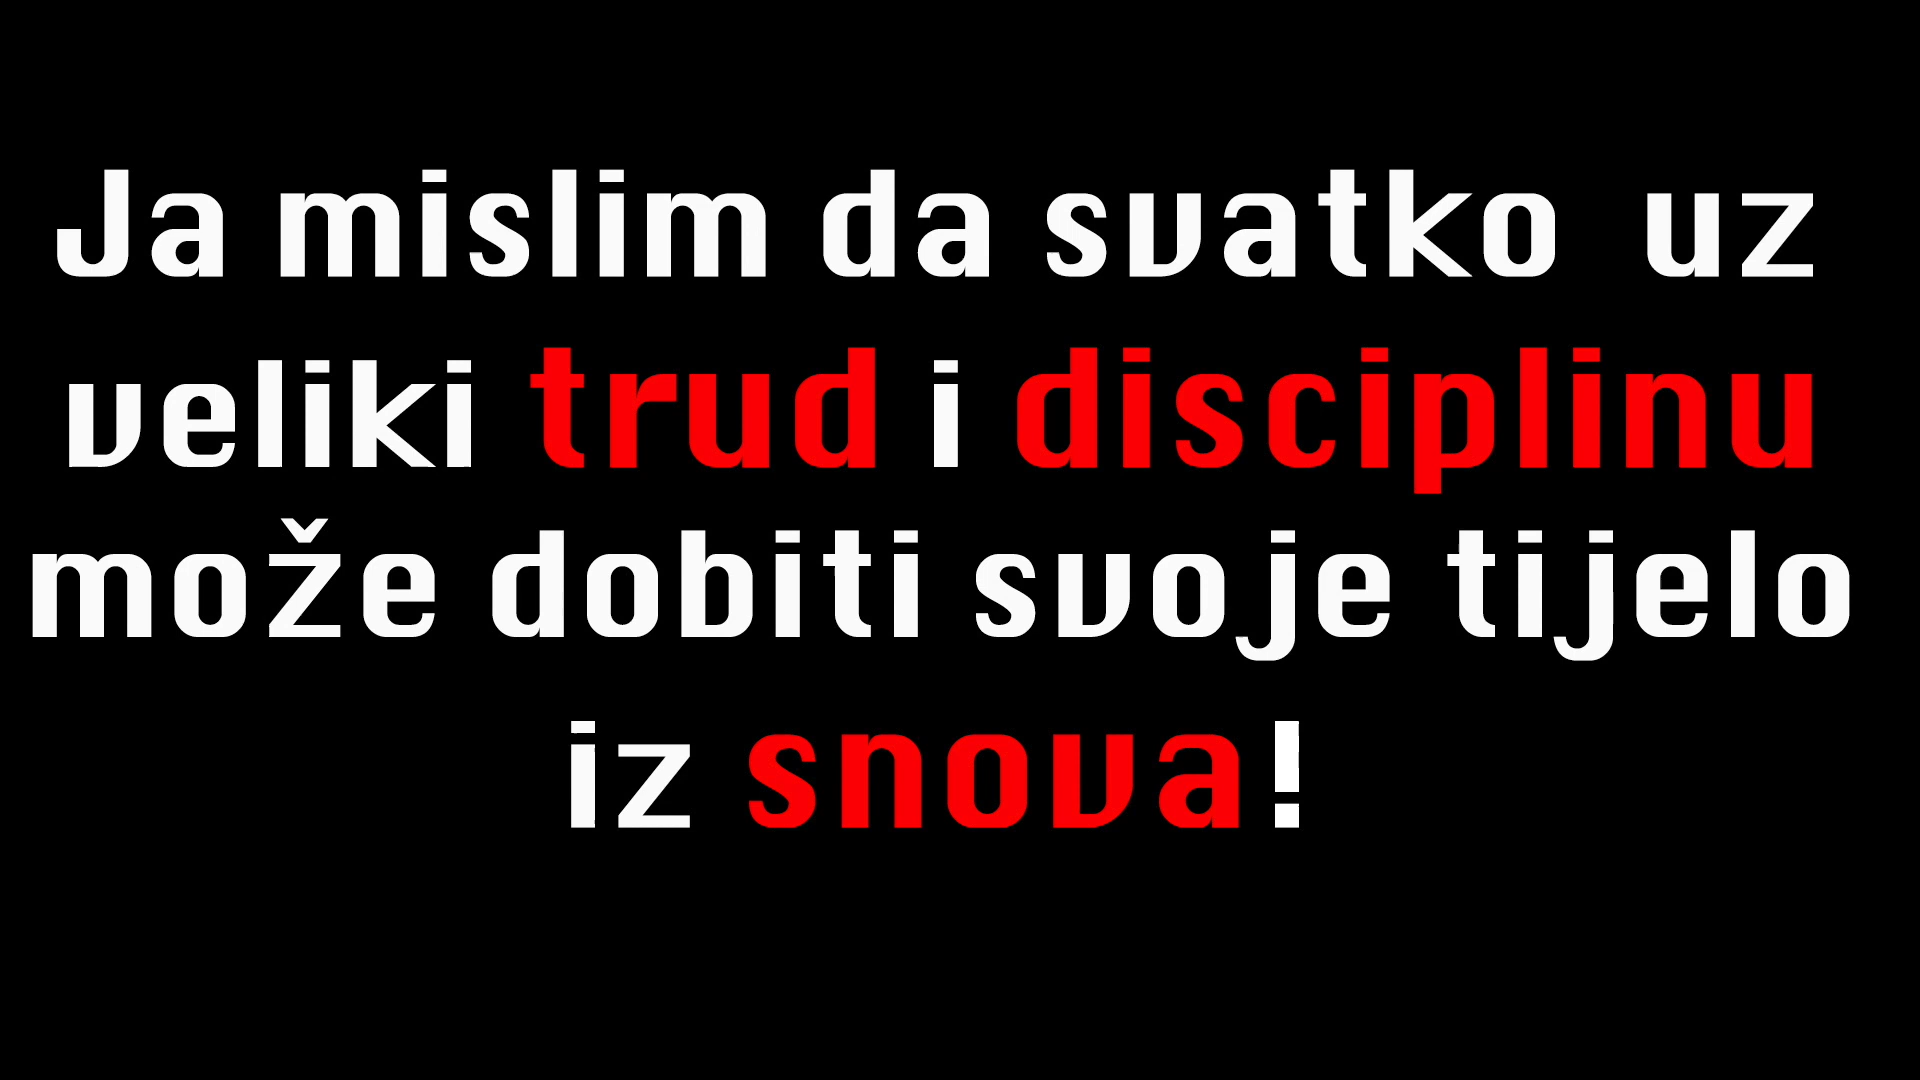 Ja mislim da svatko uz
veliki trud i disciplinu
može dobiti svoje tijelo
iz snova!